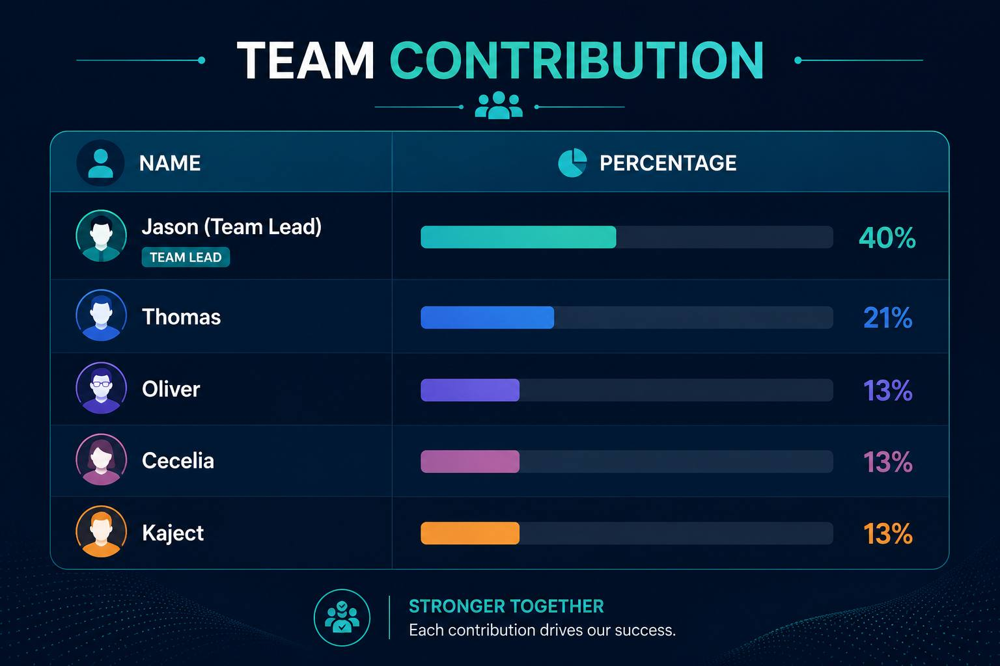 TEAM CONTRIBUTION
NAME
PERCENTAGE
Jason (Team Lead)
TEAM LEAD
40%
Thomas
21%
Oliver
13%
Cecelia
13%
Kaject
13%
STRONGER TOGETHER
Each contribution drives our success.